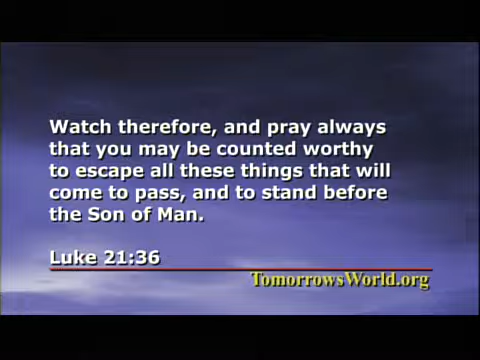 Watch therefore, and pray always
that you may be counted worthy
to escape all these things that will
come to pass, and to stand before
the Son of Man.
Luke 21:36
TomorrowsWorld.org